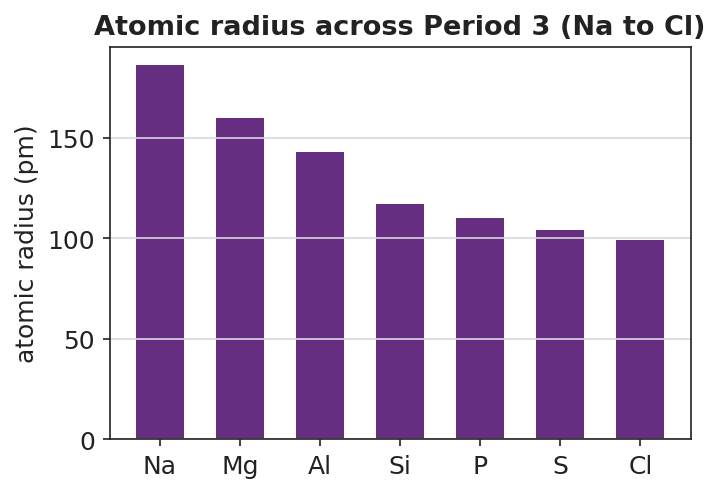 Atomic radius across Period 3 (Na to Cl)
atomic radius (pm)
150
100
50
0
Na Mg Al Si P S Cl